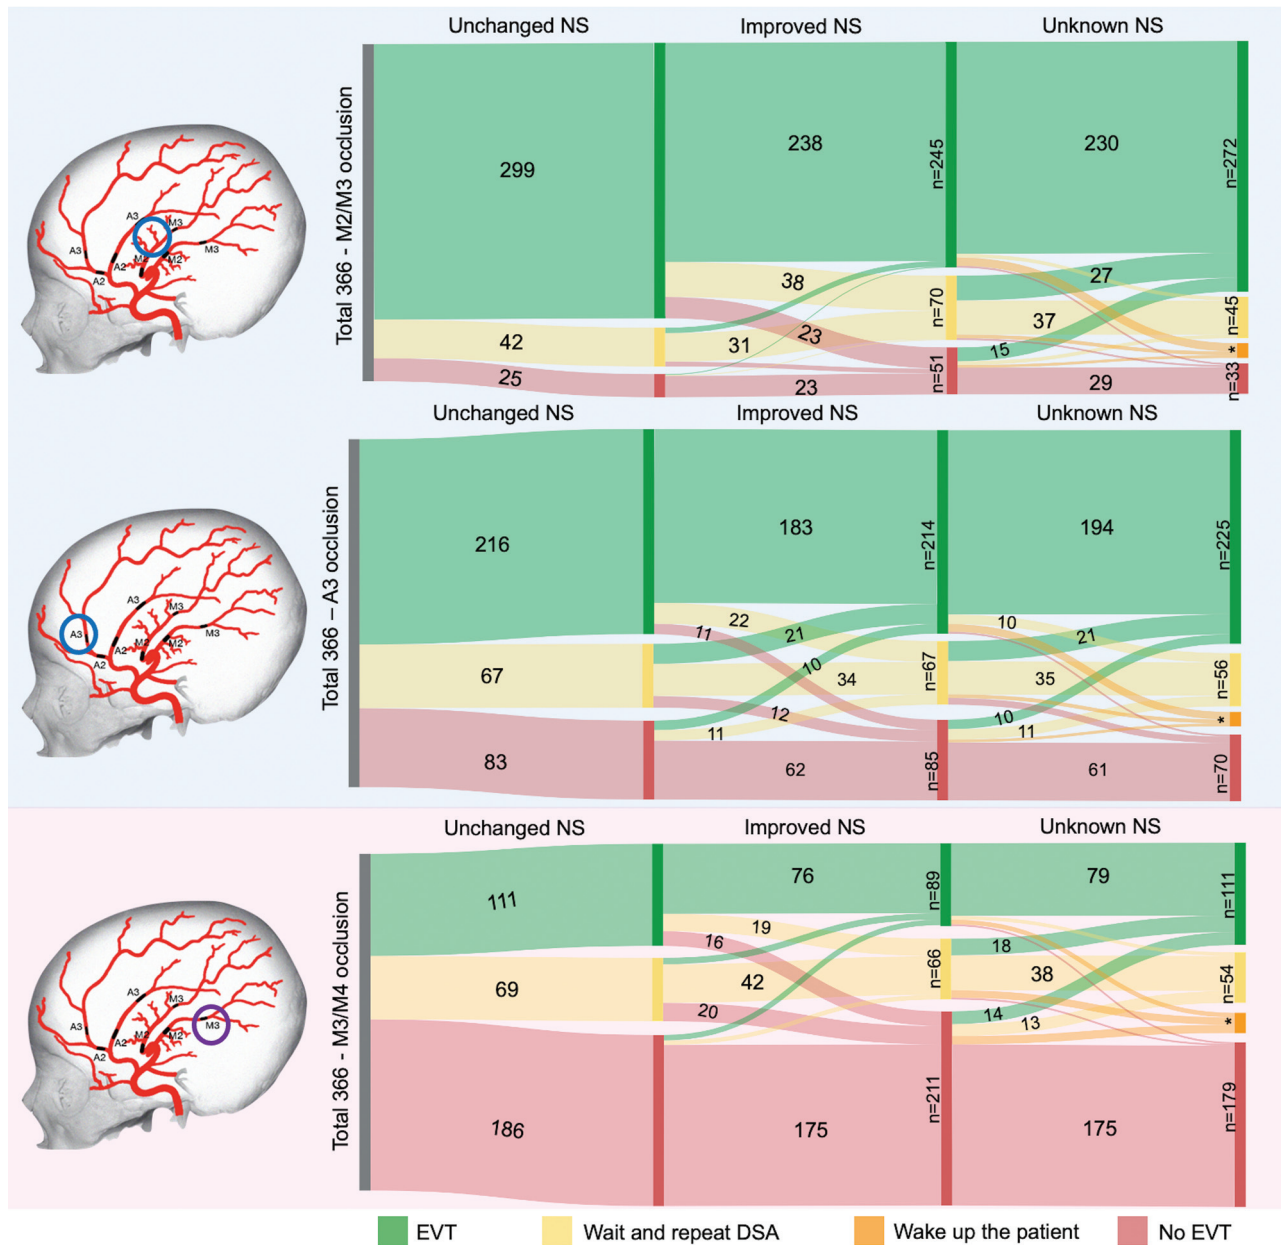 Unchanged NS Improved NS Unknown NS
Total 366 - M2/M3 occlusion
299
238
230
n=245
n=272
38
27
42
31
23
n=70
37
n=45
15
*
25
23
n=51
29
n=33
A3
M3
A3
M3
A2
A2
M2
M2
Unchanged NS Improved NS Unknown NS
Total 366 – A3 occlusion
216
183
194
n=214
n=225
22
11
21
10
10
21
67
34
n=67
35
n=56
12
11
10
11
*
83
62
n=85
61
n=70
A3
M3
A3
M3
A2
A2
M2
M2
Unchanged NS Improved NS Unknown NS
Total 366 - M3/M4 occlusion
111
76
79
n=89
n=111
19
16
18
69
42
n=66
38
n=54
20
14
13
*
186
175
n=211
175
n=179
A3
M3
A3
M3
A2
A2
M2
M2
EVT Wait and repeat DSA Wake up the patient No EVT